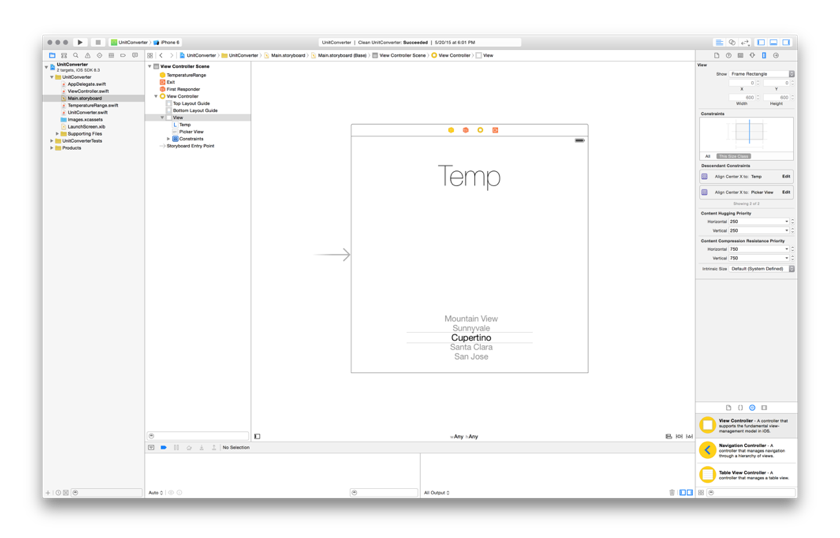 UnitConverter › iPhone 6
UnitConverter | Clean UnitConverter: Succeeded | 5/20/15 at 6:01 PM
UnitConverter › UnitConverter › Main.storyboard › Main.storyboard (Base) › View Controller Scene › View Controller › View
UnitConverter
2 targets, iOS SDK 8.3
UnitConverter
AppDelegate.swift
ViewController.swift
Main.storyboard
TemperatureRange.swift
UnitConverter.swift
Images.xcassets
LaunchScreen.xib
Supporting Files
UnitConverterTests
Products
View Controller Scene
TemperatureRange
Exit
First Responder
View Controller
Top Layout Guide
Bottom Layout Guide
View
L Temp
Picker View
Constraints
Storyboard Entry Point
Temp
Mountain View
Sunnyvale
Cupertino
Santa Clara
San Jose
wAny hAny
No Selection
Auto
All Output
View
Show Frame Rectangle
0 0
X Y
600 600
Width Height
Constraints
All This Size Class
Descendant Constraints
Align Center X to: Temp Edit
Align Center X to: Picker View Edit
Showing 2 of 2
Content Hugging Priority
Horizontal 250
Vertical 250
Content Compression Resistance Priority
Horizontal 750
Vertical 750
Intrinsic Size Default (System Defined)
View Controller - A controller that
supports the fundamental view-
management model in iOS.
Navigation Controller - A
controller that manages navigation
through a hierarchy of views.
Table View Controller - A
controller that manages a table view.